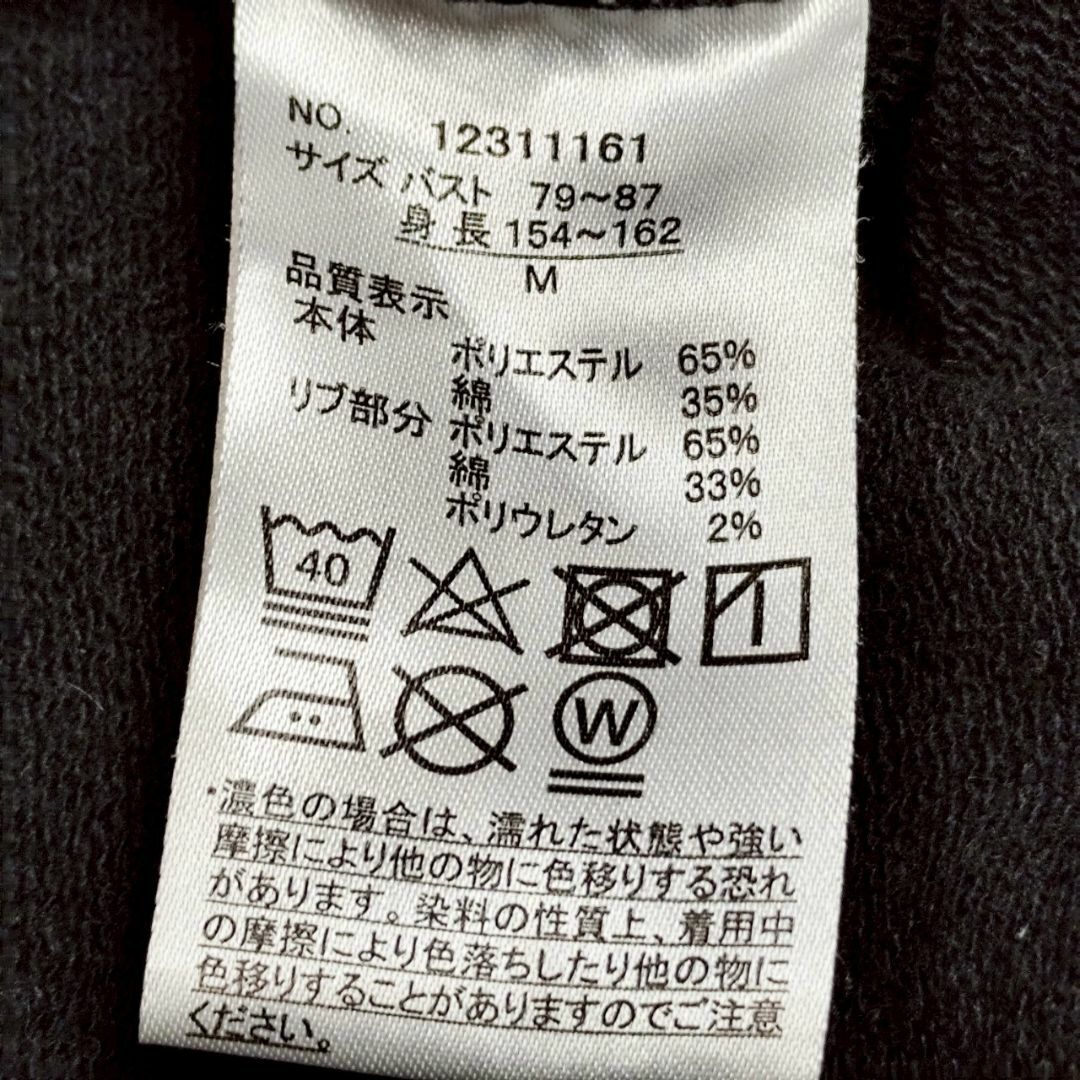 NO. 12311161
サイズ バスト 79〜87
身長 154〜162
M
品質表示
本体
ポリエステル 65%
綿 35%
リブ部分 ポリエステル 65%
綿 33%
ポリウレタン 2%
40
W
・濃色の場合は、濡れた状態や強い
摩擦により他の物に色移りする恐れ
があります。染料の性質上、着用中
の摩擦により色落ちしたり他の物に
色移りすることがありますのでご注意
ください。